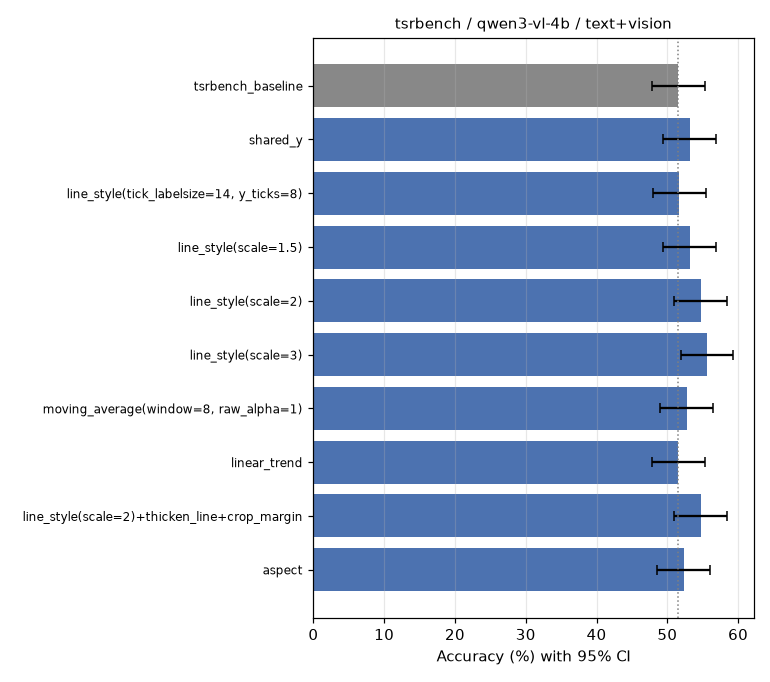 tsrbench / qwen3-vl-4b / text+vision
tsrbench_baseline
shared_y
line_style(tick_labelsize=14, y_ticks=8)
line_style(scale=1.5)
line_style(scale=2)
line_style(scale=3)
moving_average(window=8, raw_alpha=1)
linear_trend
line_style(scale=2)+thicken_line+crop_margin
aspect
0 10 20 30 40 50 60
Accuracy (%) with 95% CI